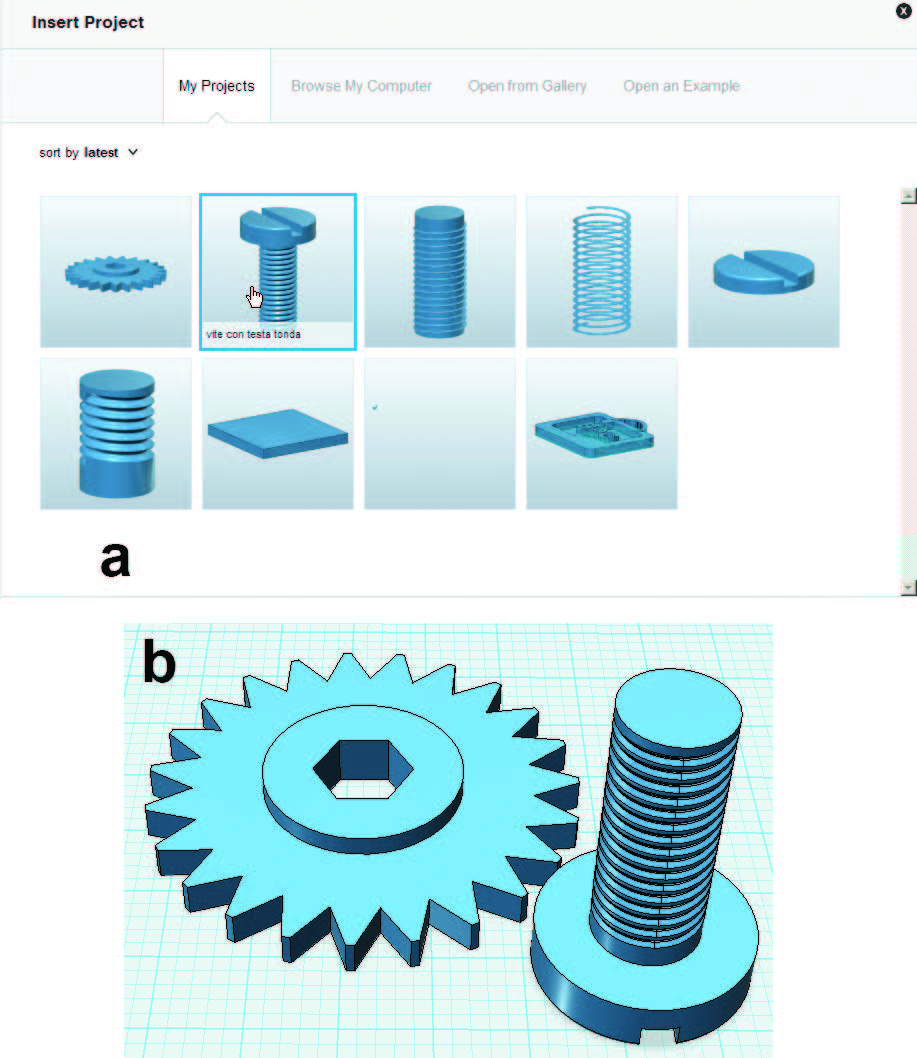 Insert Project
X
My Projects Browse My Computer Open from Gallery Open an Example
sort by latest
vite con testa tonda
a
b